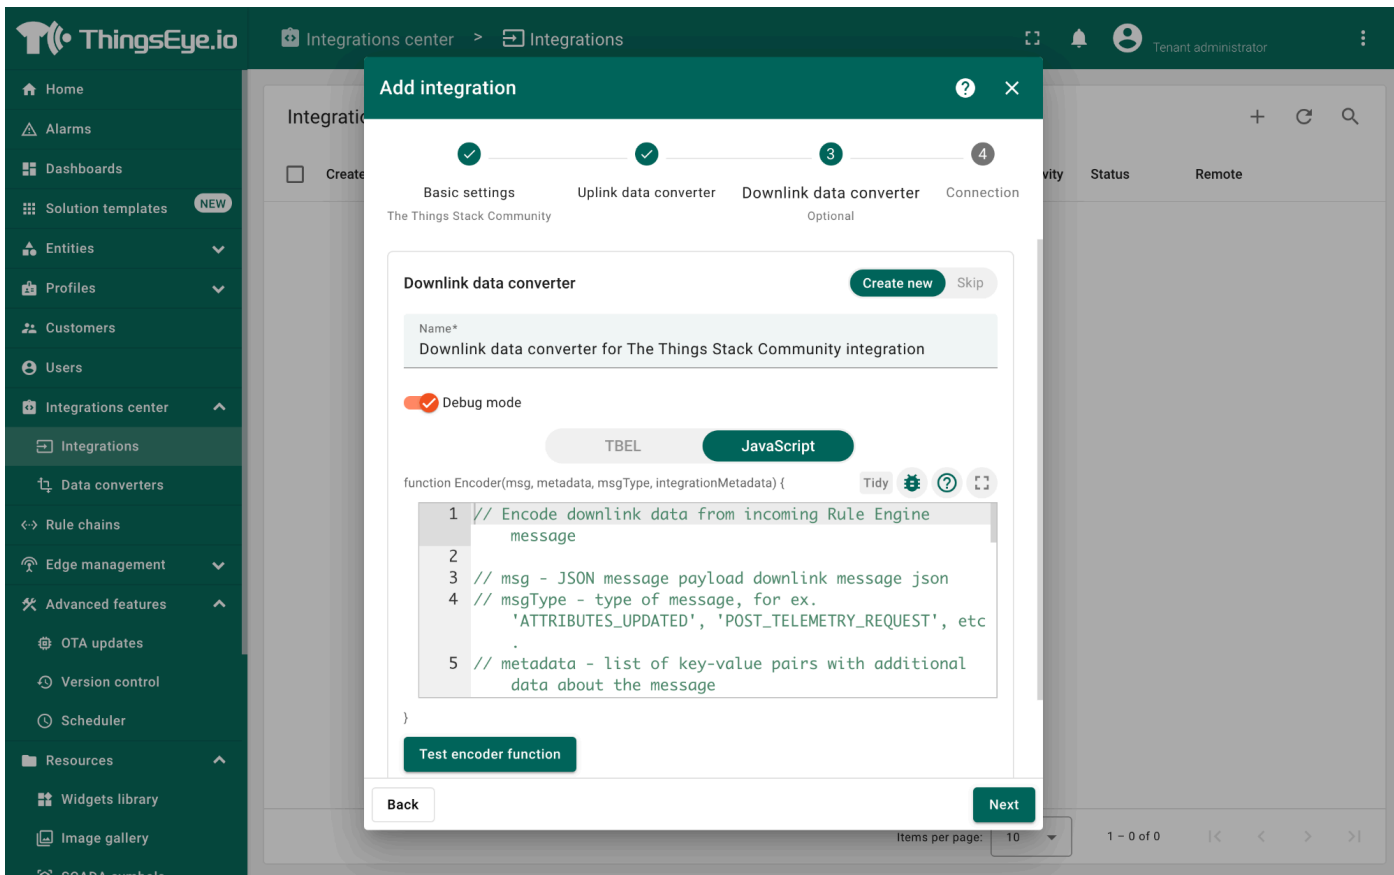 ThingsEye.io
Integrations center > Integrations
Tenant administrator
Home
Alarms
Dashboards
Solution templates NEW
Entities
Profiles
Customers
Users
Integrations center
Integrations
Data converters
Rule chains
Edge management
Advanced features
OTA updates
Version control
Scheduler
Resources
Widgets library
Image gallery
Create
Status
Remote
Add integration
3
4
Basic settings
Uplink data converter
Downlink data converter
Connection
The Things Stack Community
Optional
Downlink data converter
Create new
Skip
Name*
Downlink data converter for The Things Stack Community integration
Debug mode
TBEL
JavaScript
function Encoder(msg, metadata, msgType, integrationMetadata) {
Tidy
1 // Encode downlink data from incoming Rule Engine
message
2
3 // msg - JSON message payload downlink message json
4 // msgType - type of message, for ex.
'ATTRIBUTES_UPDATED', 'POST_TELEMETRY_REQUEST', etc
.
5 // metadata - list of key-value pairs with additional
data about the message
}
Test encoder function
Back
Next
Items per page:
10
1 – 0 of 0